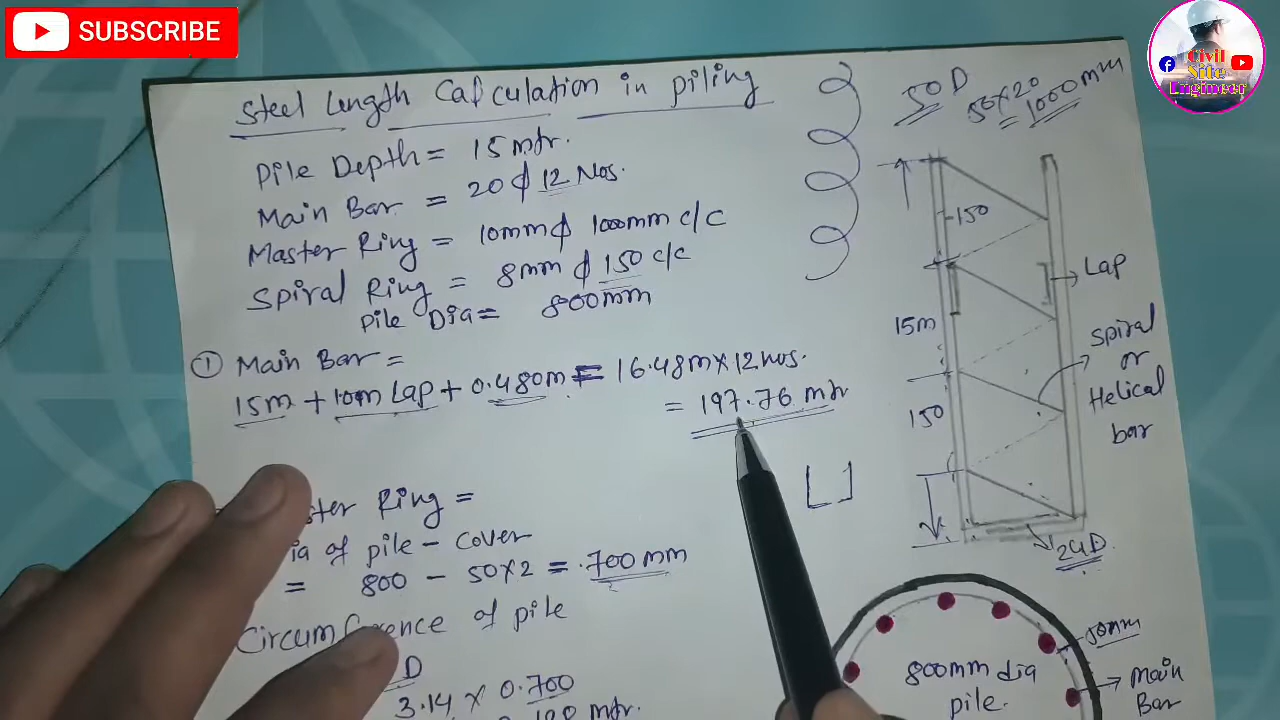 SUBSCRIBE
Civil
Site
Engineer
Steel Length Calculation in piling
Pile Depth = 15 mtr.
Main Bar = 20 ϕ 12 Nos.
Master Ring = 10mm ϕ 1000mm c/c
Spiral Ring = 8mm ϕ 150 c/c
Pile Dia = 800mm
① Main Bar =
15m + 10m Lap + 0.480m = 16.48m × 12 nos.
= 197.76 mtr
Ring =
of pile - cover
= 800 - 50×2 = 700 mm
Circumference of pile
D
3.14 × 0.700
mtr.
50D
50×20
= 1000mm
150
Lap
15m
spiral
or
Helical
bar
150
24D
50mm
800mm dia
pile.
Main
Bar